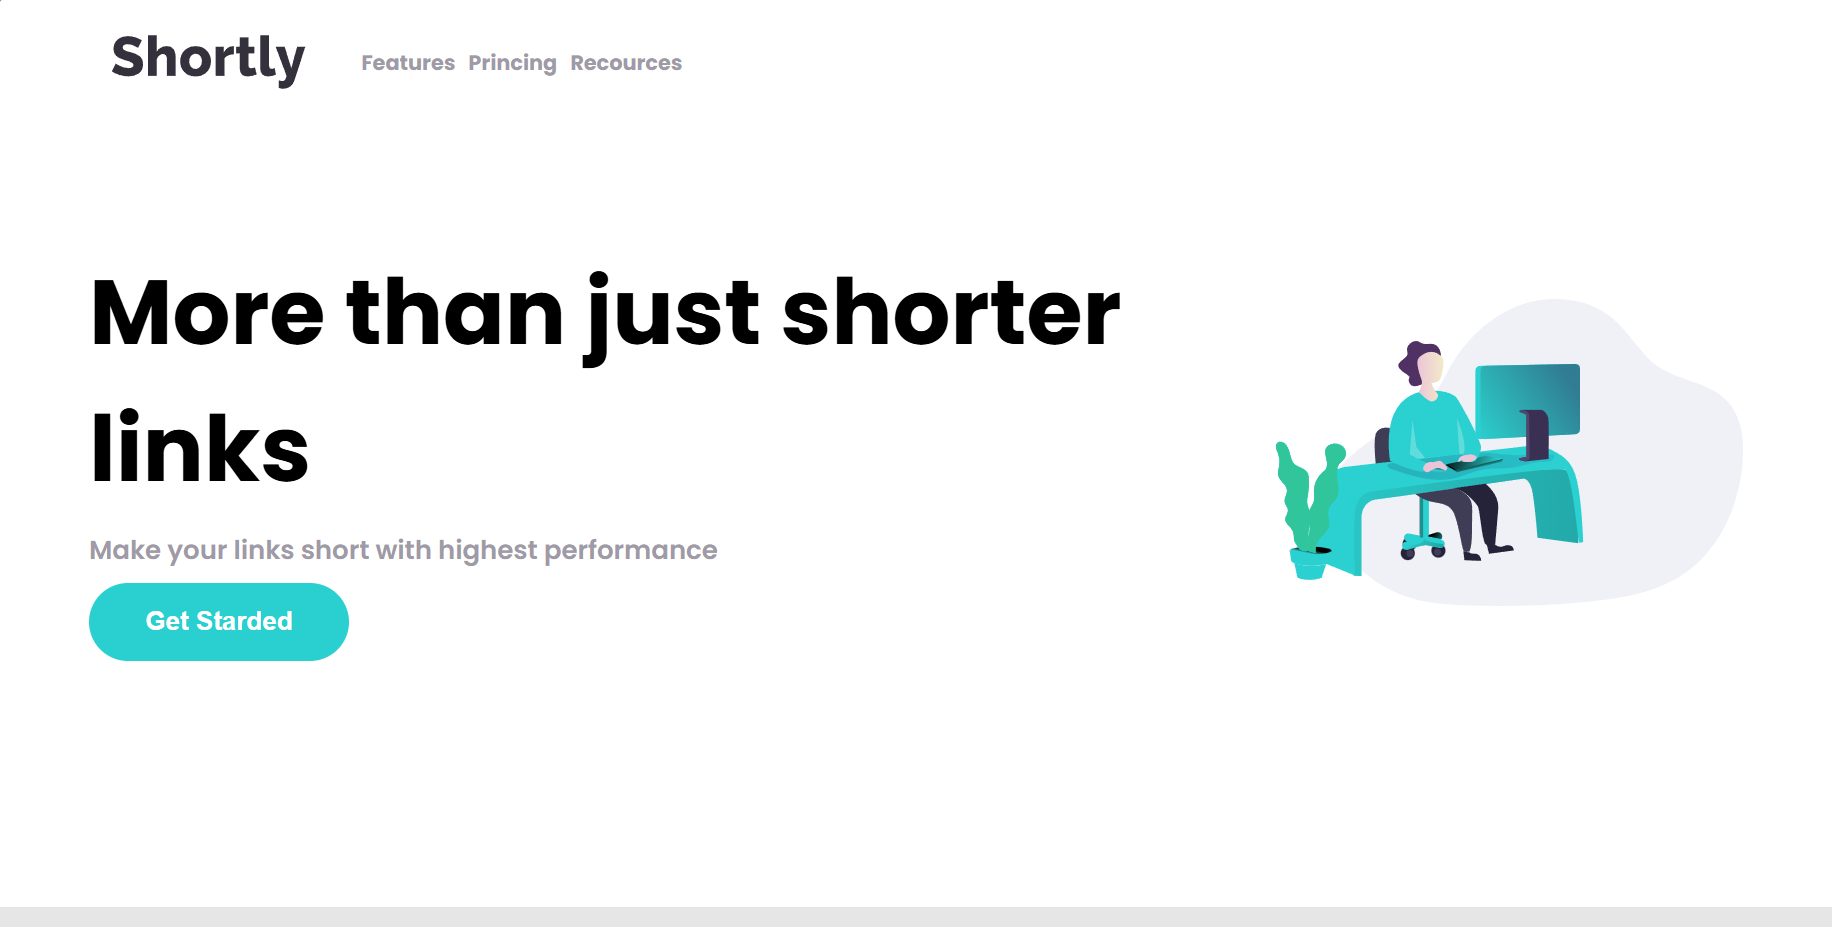 Shortly
Features Princing Recources
More than just shorter
links
Make your links short with highest performance
Get Starded